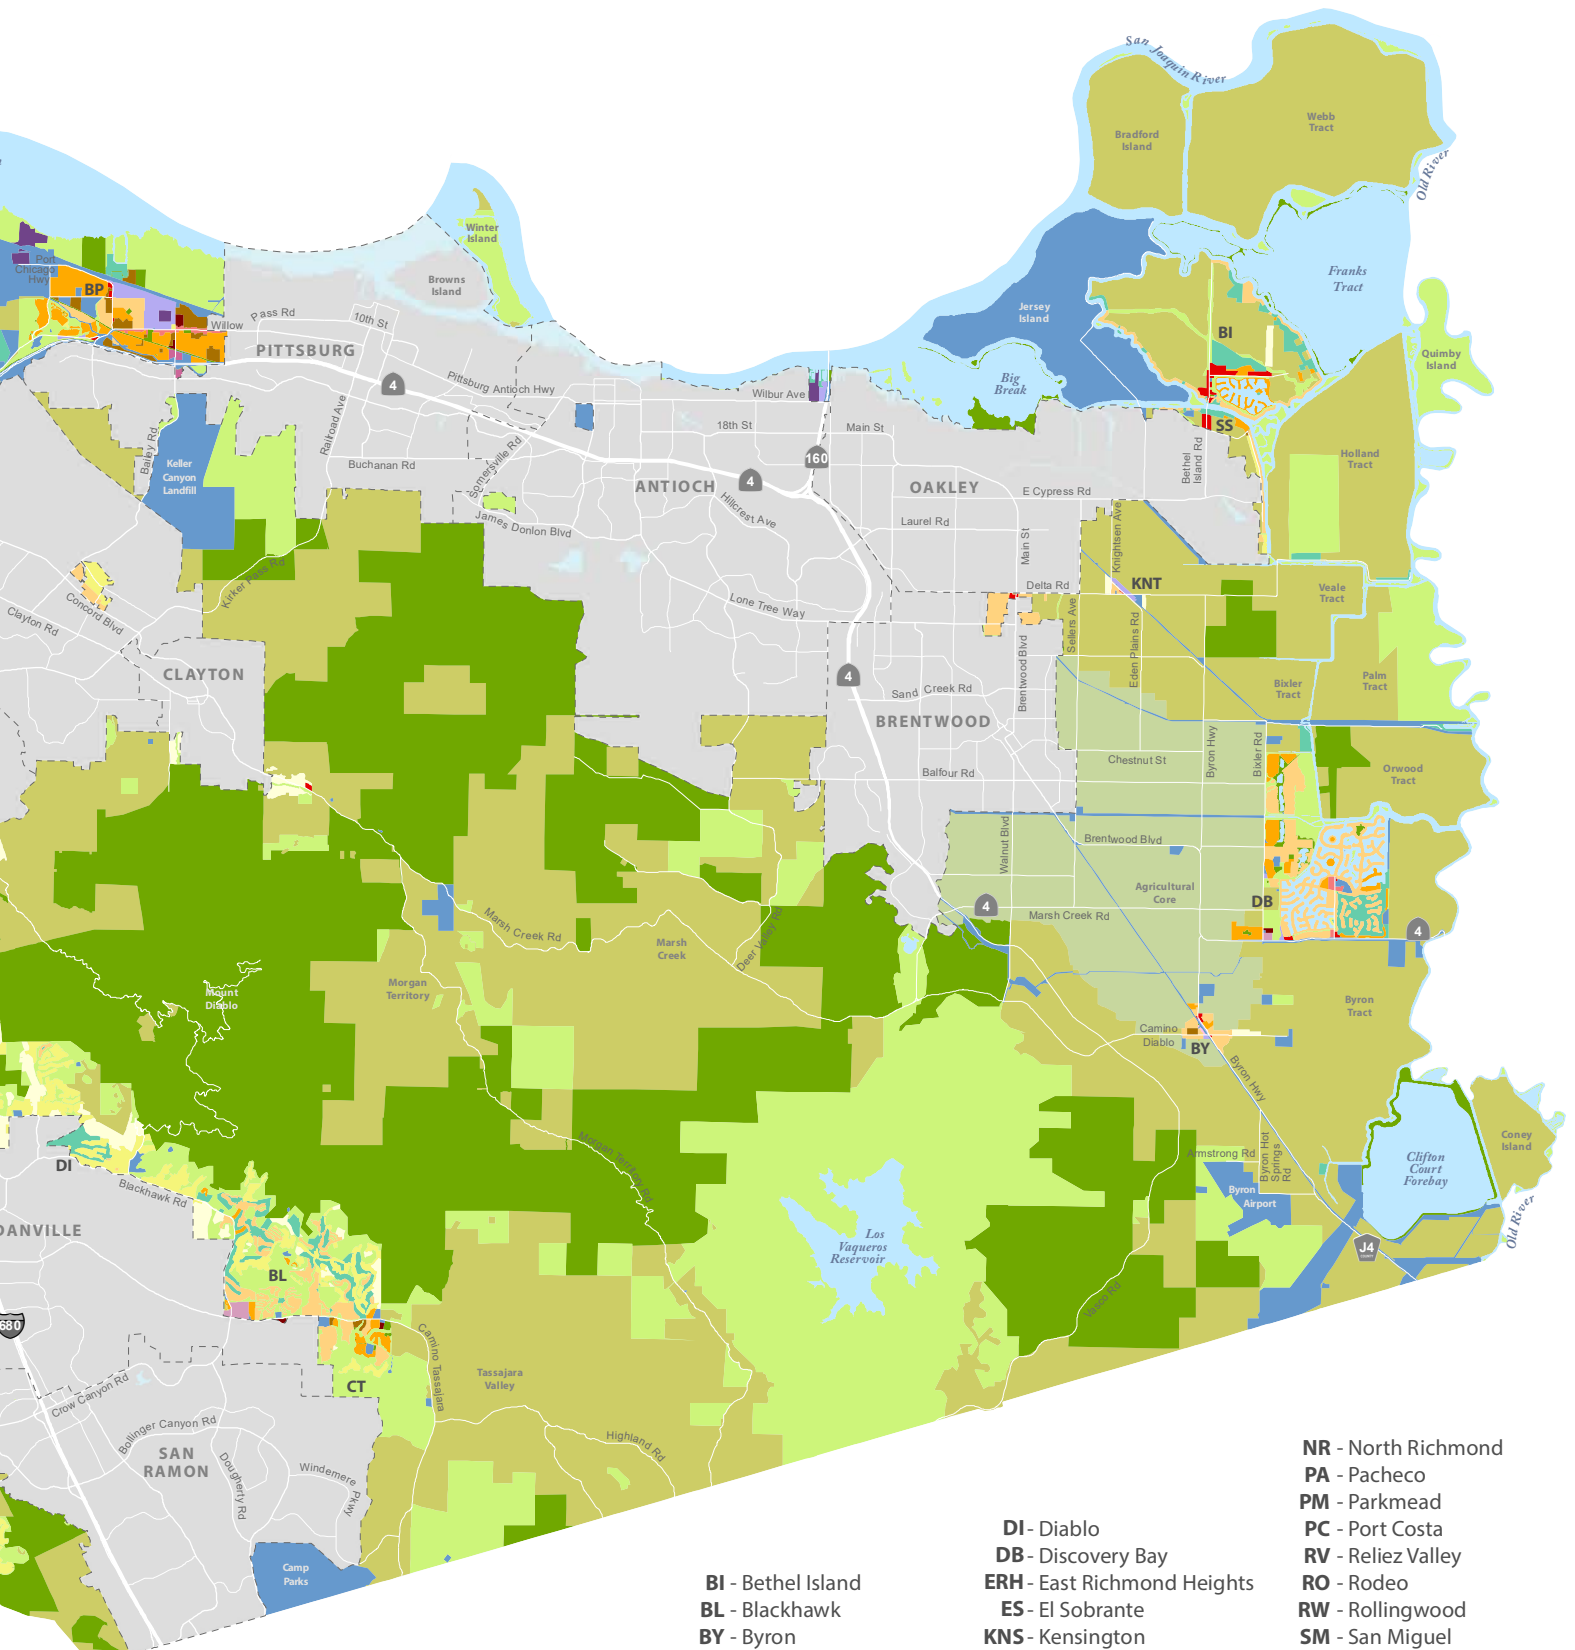 San Joaquin River
Webb
Tract
Bradford
Island
Old River
Winter
Island
Port
Chicago
Hwy
BP
Browns
Island
Franks
Tract
Jersey
Island
Willow
Pass Rd
10th St
PITTSBURG
BI
Quimby
Island
4
Pittsburg Antioch Hwy
Wilbur Ave
Big
Break
Railroad Ave
18th St
Main St
SS
Bailey Rd
Keller
Canyon
Landfill
Buchanan Rd
Somersville Rd
160
4
Bethel
Island Rd
Holland
Tract
ANTIOCH
OAKLEY
E Cypress Rd
Hillcrest Ave
James Donlon Blvd
Laurel Rd
Main St
Knightsen Ave
Kirker Pass Rd
Delta Rd
KNT
Veale
Tract
Concord Blvd
Clayton Rd
Lone Tree Way
Sellers Ave
Eden Plains Rd
Brentwood Blvd
CLAYTON
4
Sand Creek Rd
Bixler
Tract
Palm
Tract
BRENTWOOD
Byron Hwy
Bixler Rd
Chestnut St
Balfour Rd
Orwood
Tract
Walnut Blvd
Brentwood Blvd
Agricultural
Core
DB
4
Marsh Creek Rd
4
Marsh Creek Rd
Marsh
Creek
Deer Valley Rd
Morgan
Territory
Mount
Diablo
Byron
Tract
Camino
Diablo
BY
Byron Hwy
Morgan Territory Rd
DI
Blackhawk Rd
Armstrong Rd
Byron Hot
Springs
Rd
Clifton
Court
Forebay
Coney
Island
Byron
Airport
Old River
DANVILLE
Los
Vaqueros
Reservoir
J4
BL
Vasco Rd
680
Camino Tassajara
Tassajara
Valley
CT
Crow Canyon Rd
Bollinger Canyon Rd
SAN
RAMON
Dougherty Rd
Windemere
Pkwy
Highland Rd
Camp
Parks
BI - Bethel Island
BL - Blackhawk
BY - Byron
DI - Diablo
DB - Discovery Bay
ERH - East Richmond Heights
ES - El Sobrante
KNS - Kensington
NR - North Richmond
PA - Pacheco
PM - Parkmead
PC - Port Costa
RV - Reliez Valley
RO - Rodeo
RW - Rollingwood
SM - San Miguel